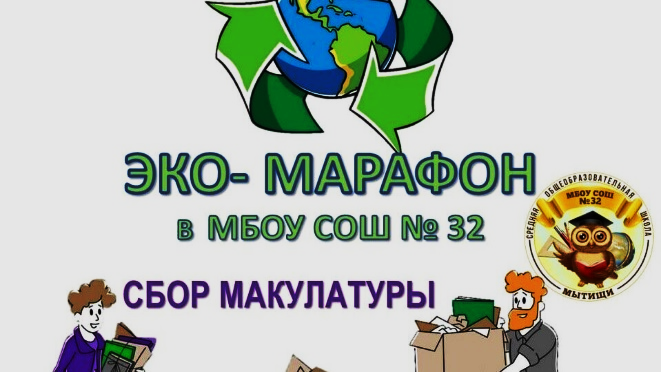 ЭКО- МАРАФОН
В МБОУ СОШ № 32
СБОР МАКУЛАТУРЫ
СРЕДНЯЯ ОБЩЕОБРАЗОВАТЕЛЬНАЯ ШКОЛА
МБОУ СОШ
№32
МЫТИЩИ